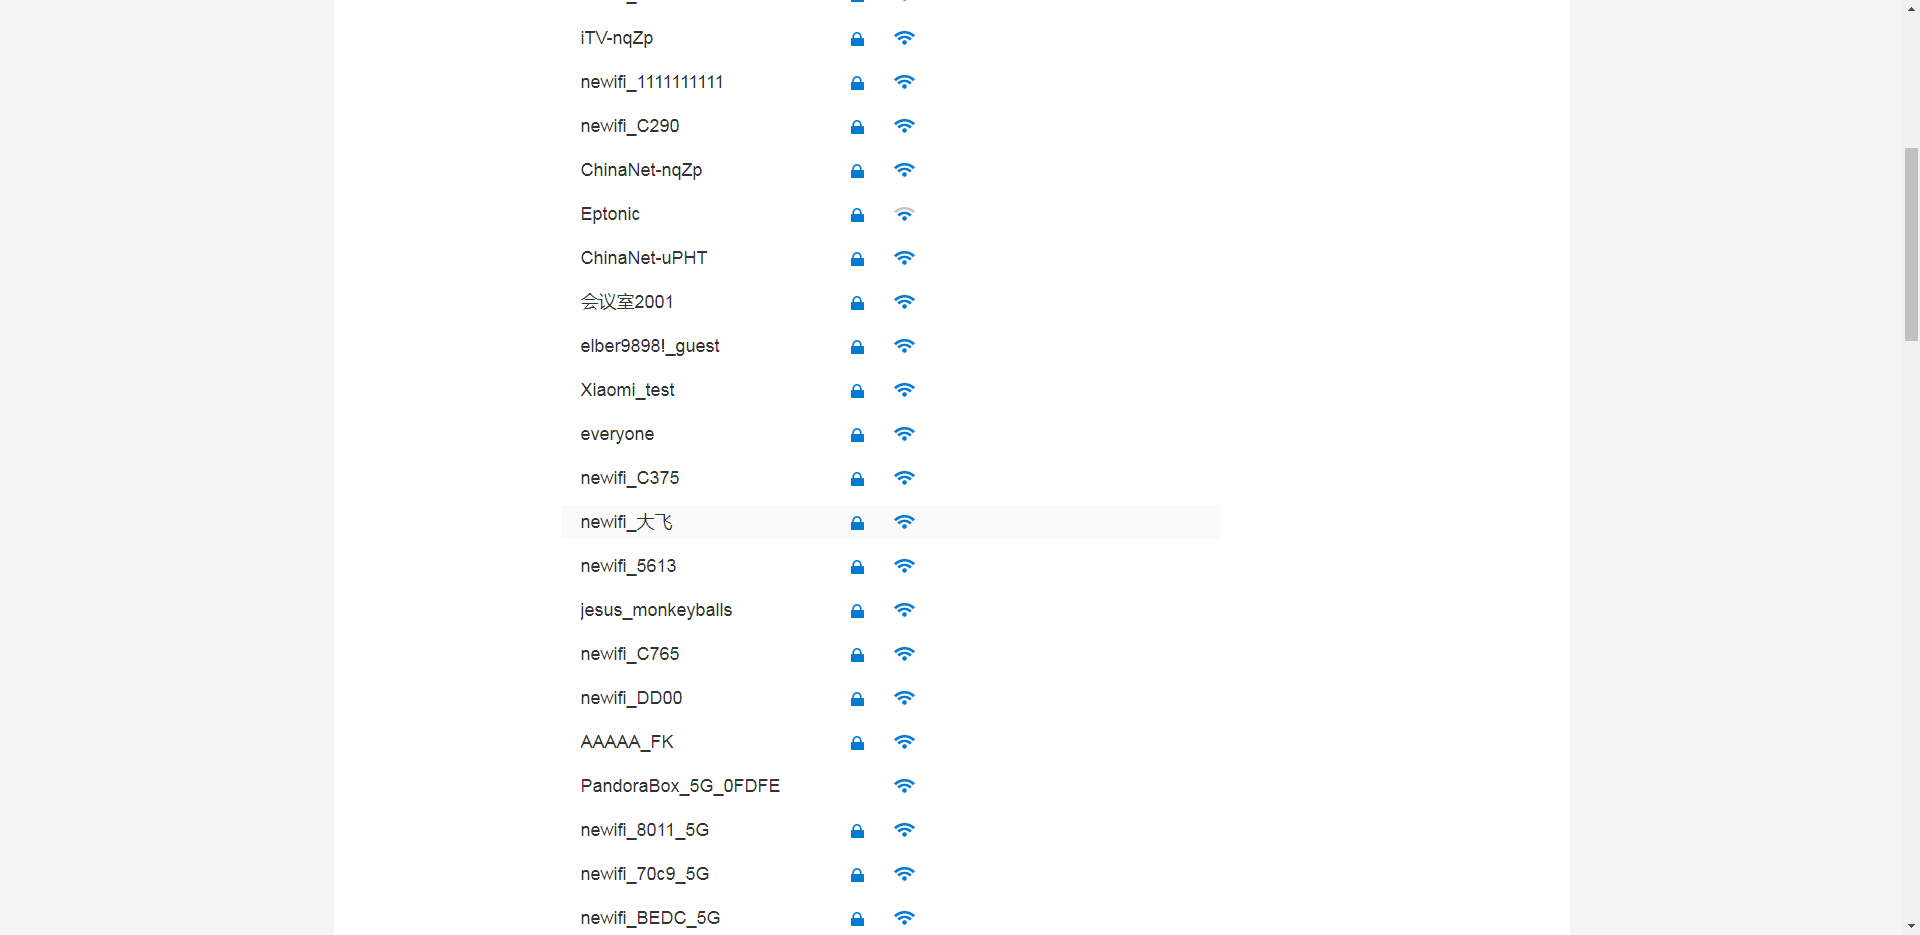 iTV-nqZp
newifi_1111111111
newifi_C290
ChinaNet-nqZp
Eptonic
ChinaNet-uPHT
会议室2001
elber9898!_guest
Xiaomi_test
everyone
newifi_C375
newifi_大飞
newifi_5613
jesus_monkeyballs
newifi_C765
newifi_DD00
AAAAA_FK
PandoraBox_5G_0FDFE
newifi_8011_5G
newifi_70c9_5G
newifi_BEDC_5G